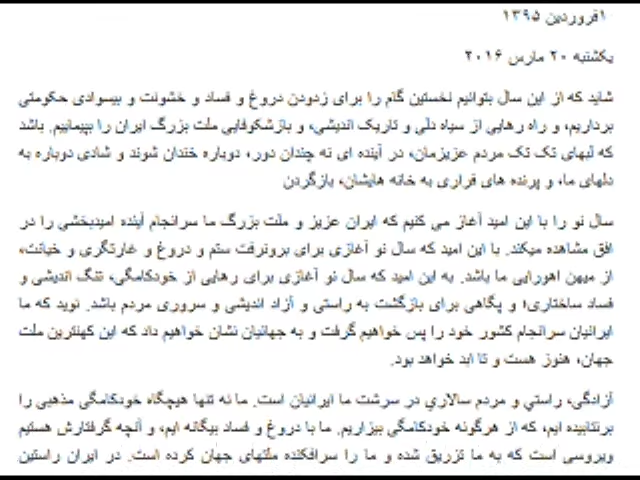 ۱فروردین ۱۳۹۵
یکشنبه ۲۰ مارس ۲۰۱۶
شاید که از این سال بتوانیم نخستین گام را برای زدودن دروغ و فساد و خشونت و بیسوادی حکومتی
برداریم، و راه رهایی از سیاه دلی و تاریک اندیشی، و بازشکوفایی ملت بزرگ ایران را بپیماییم. باشد
که لبهای تک تک مردم عزیزمان، در آینده ای نه چندان دور، دوباره خندان شوند و شادی دوباره به
دلهای ما، و پرنده های فراری به خانه هایشان، بازگردن
سال نو را با این امید آغاز می کنیم که ایران عزیز و ملت بزرگ ما سرانجام آینده امیدبخشی را در
افق مشاهده میکند. با این امید که سال نو آغازی برای برونرفت ستم و دروغ و غارتگری و خیانت،
از میهن اهورایی ما باشد. به این امید که سال نو آغازی برای رهایی از خودکامگی، تنگ اندیشی و
فساد ساختاری؛ و پگاهی برای بازگشت به راستی و آزاد اندیشی و سروری مردم باشد. نوید که ما
ایرانیان سرانجام کشور خود را پس خواهیم گرفت و به جهانیان نشان خواهیم داد که این کهنترین ملت
جهان، هنوز هست و تا ابد خواهد بود.
آزادگی، راستي و مردم سالاري در سرشت ما ایرانیان است. ما نه تنها هیچگاه خودکامگی مذهبی را
برنتابیده ایم، که از هرگونه خودکامگی بیزاریم. ما با دروغ و فساد بیگانه ایم، و آنچه گرفتارش هستیم
ویروسی است که به ما تزریق شده و ما را سرافکنده ملتهای جهان کرده است. در ایران راستین